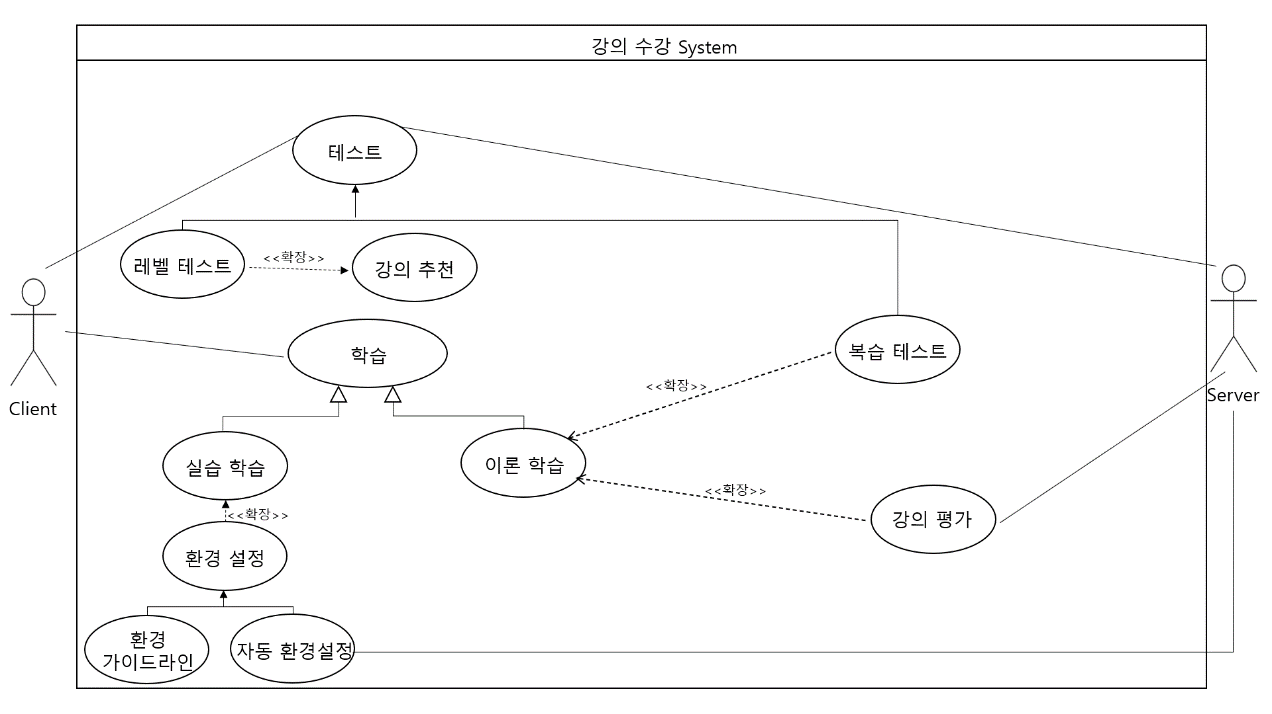 강의 수강 System
테스트
레벨 테스트
<<확장>>
강의 추천
학습
복습 테스트
<<확장>>
Client
Server
실습 학습
이론 학습
<<확장>>
강의 평가
<<확장>>
환경 설정
환경
가이드라인
자동 환경설정